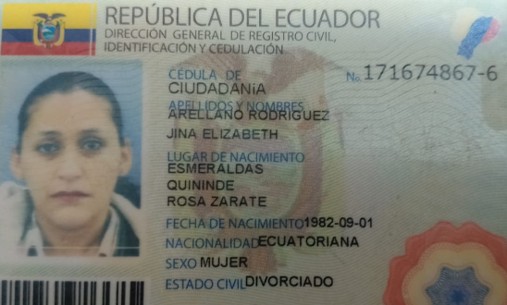 REPÚBLICA DEL ECUADOR
DIRECCIÓN GENERAL DE REGISTRO CIVIL,
IDENTIFICACIÓN Y CEDULACIÓN
CÉDULA DE No. 171674867-6
CIUDADANíA
APELLIDOS Y NOMBRES
ARELLANO RODRIGUEZ
JINA ELIZABETH
LUGAR DE NACIMIENTO
ESMERALDAS
QUININDE
ROSA ZARATE
FECHA DE NACIMIENTO 1982-09-01
NACIONALIDAD ECUATORIANA
SEXO MUJER
ESTADO CIVIL DIVORCIADO